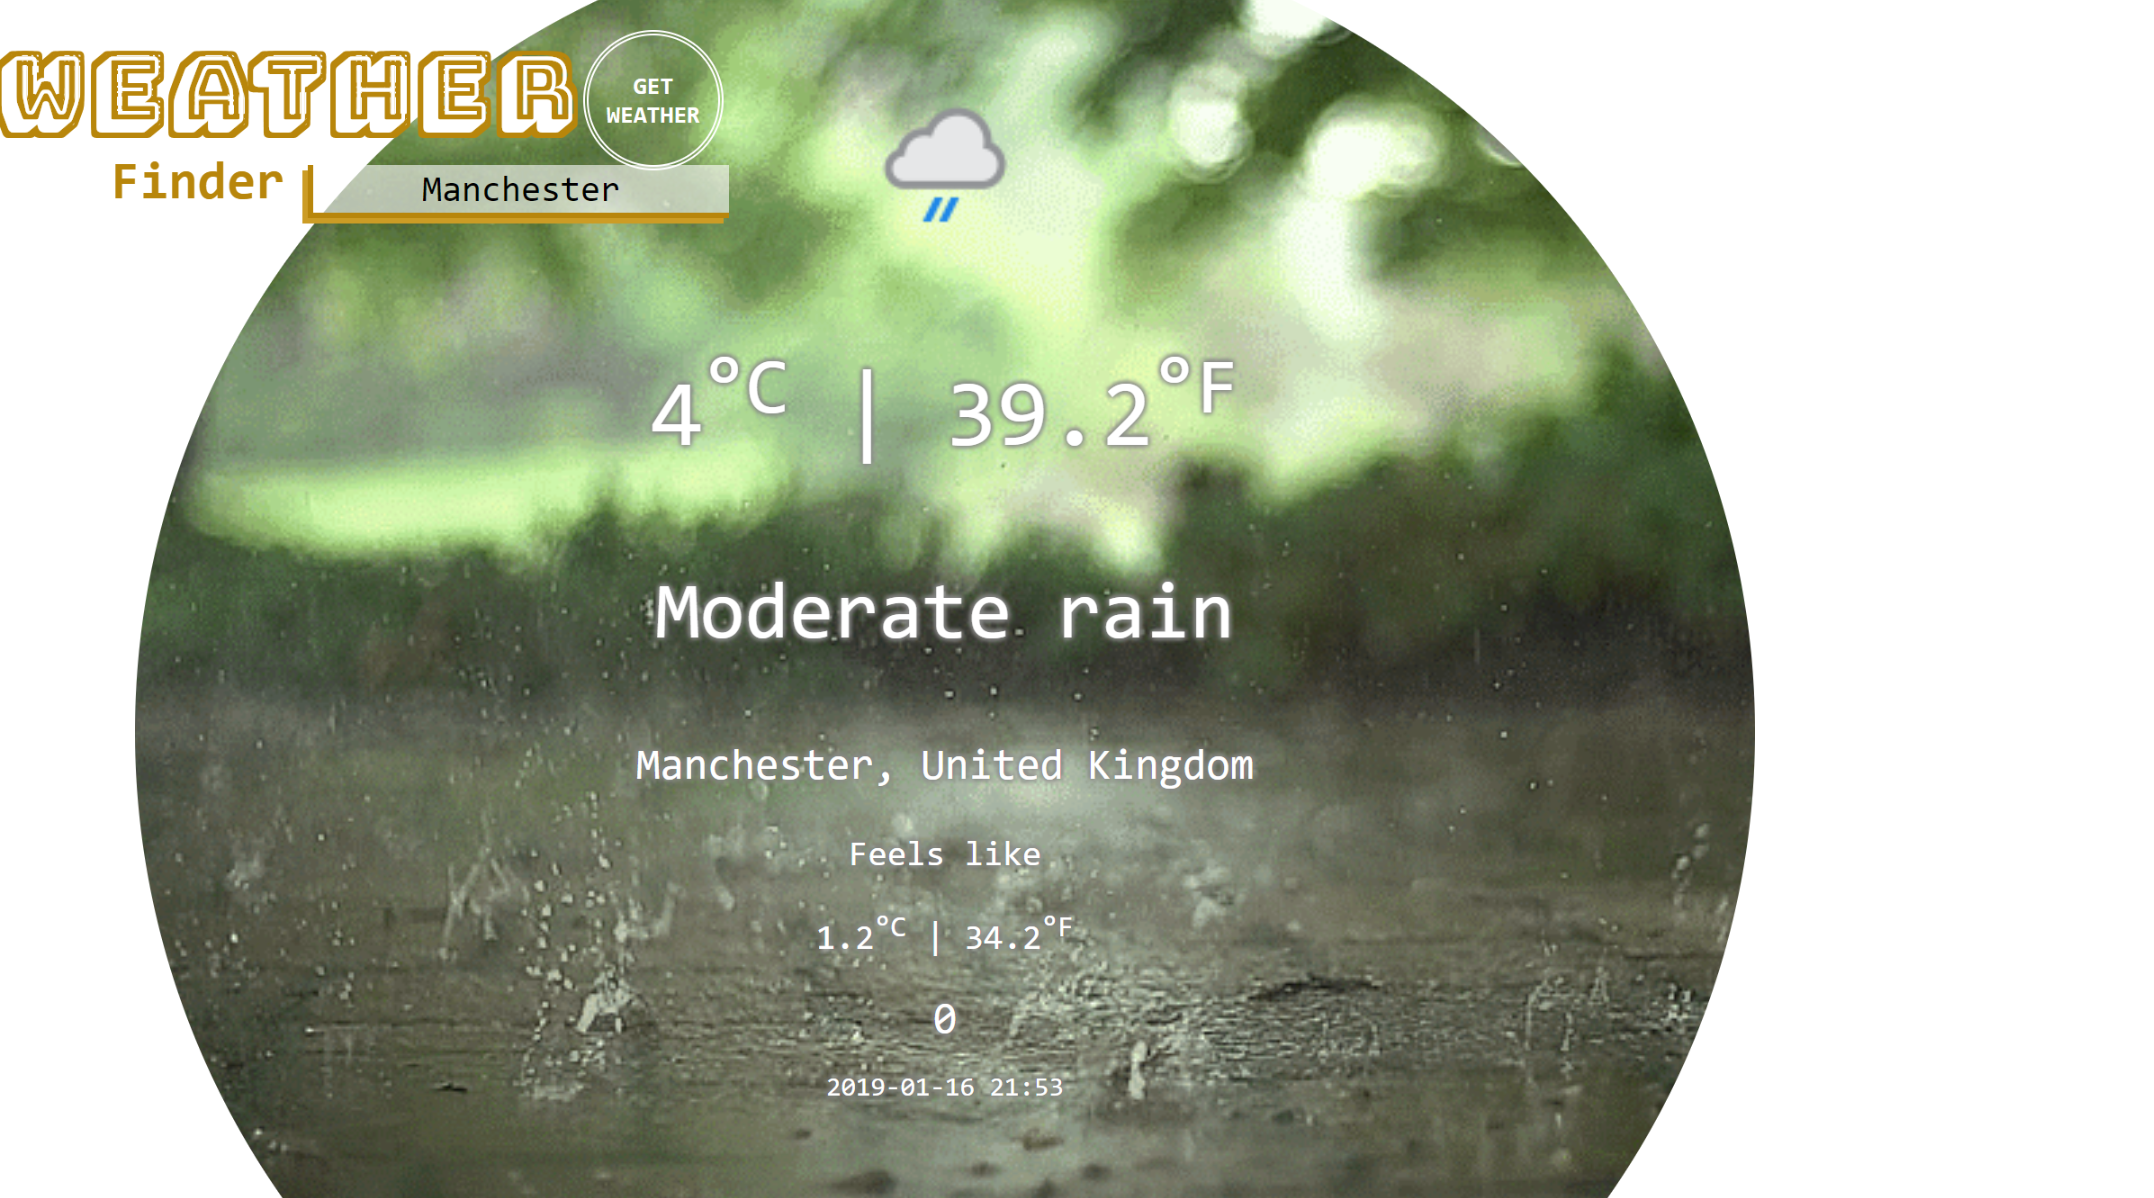 WEATHER
GET
WEATHER
Finder
Manchester
4°C | 39.2°F
Moderate rain
Manchester, United Kingdom
Feels like
1.2°C | 34.2°F
0
2019-01-16 21:53